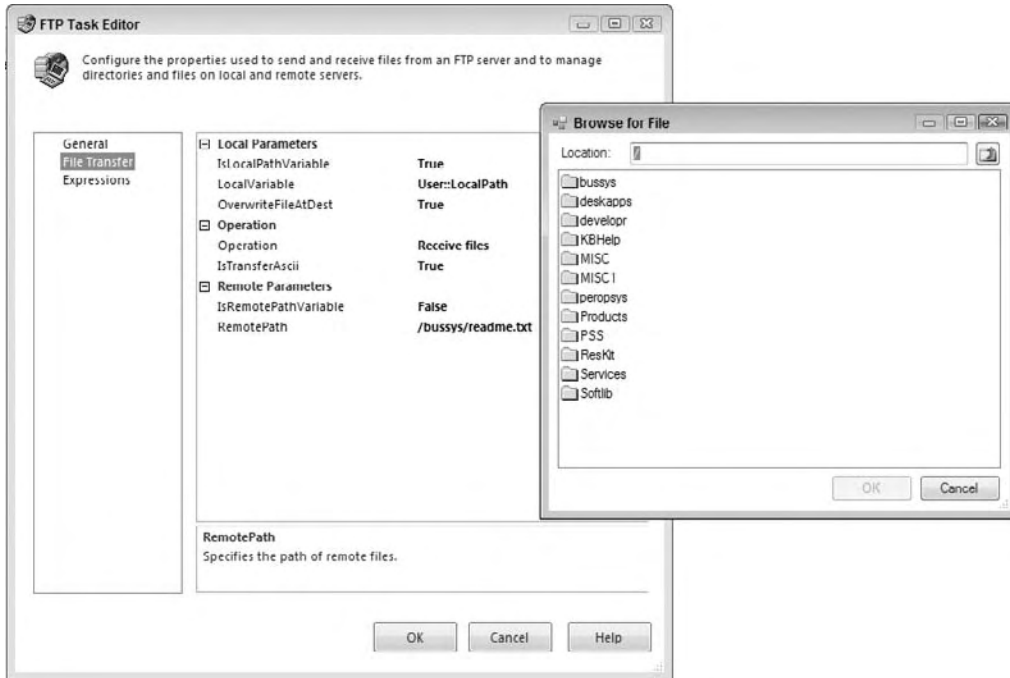 FTP Task Editor
Configure the properties used to send and receive files from an FTP server and to manage
directories and files on local and remote servers.
General
File Transfer
Expressions
Local Parameters
IsLocalPathVariable True
LocalVariable User::LocalPath
OverwriteFileAtDest True
Operation
Operation Receive files
IsTransferAscii True
Remote Parameters
IsRemotePathVariable False
RemotePath /bussys/readme.txt
RemotePath
Specifies the path of remote files.
OK Cancel Help
Browse for File
Location: /
bussys
deskapps
developr
KBHelp
MISC
MISC1
peropsys
Products
PSS
ResKit
Services
Softlib
OK Cancel